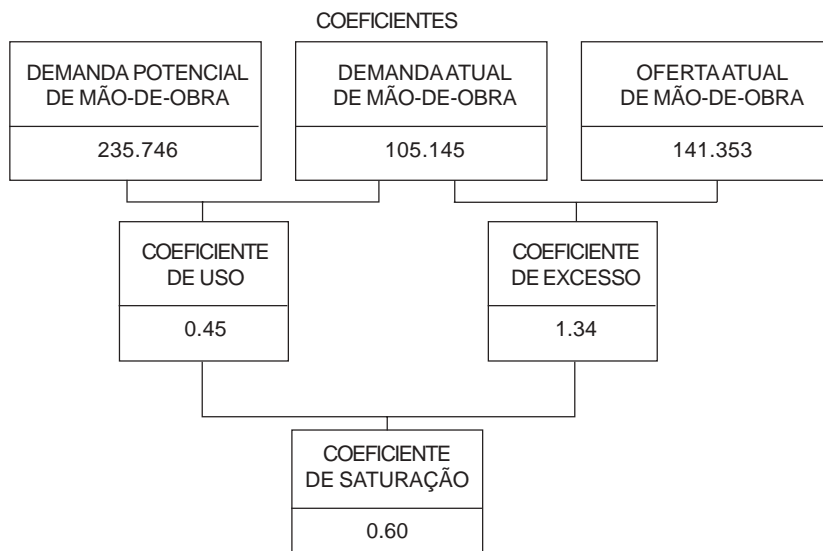 COEFICIENTES
DEMANDA POTENCIAL
DE MÃO-DE-OBRA
235.746
DEMANDA ATUAL
DE MÃO-DE-OBRA
105.145
OFERTA ATUAL
DE MÃO-DE-OBRA
141.353
COEFICIENTE
DE USO
0.45
COEFICIENTE
DE EXCESSO
1.34
COEFICIENTE
DE SATURAÇÃO
0.60